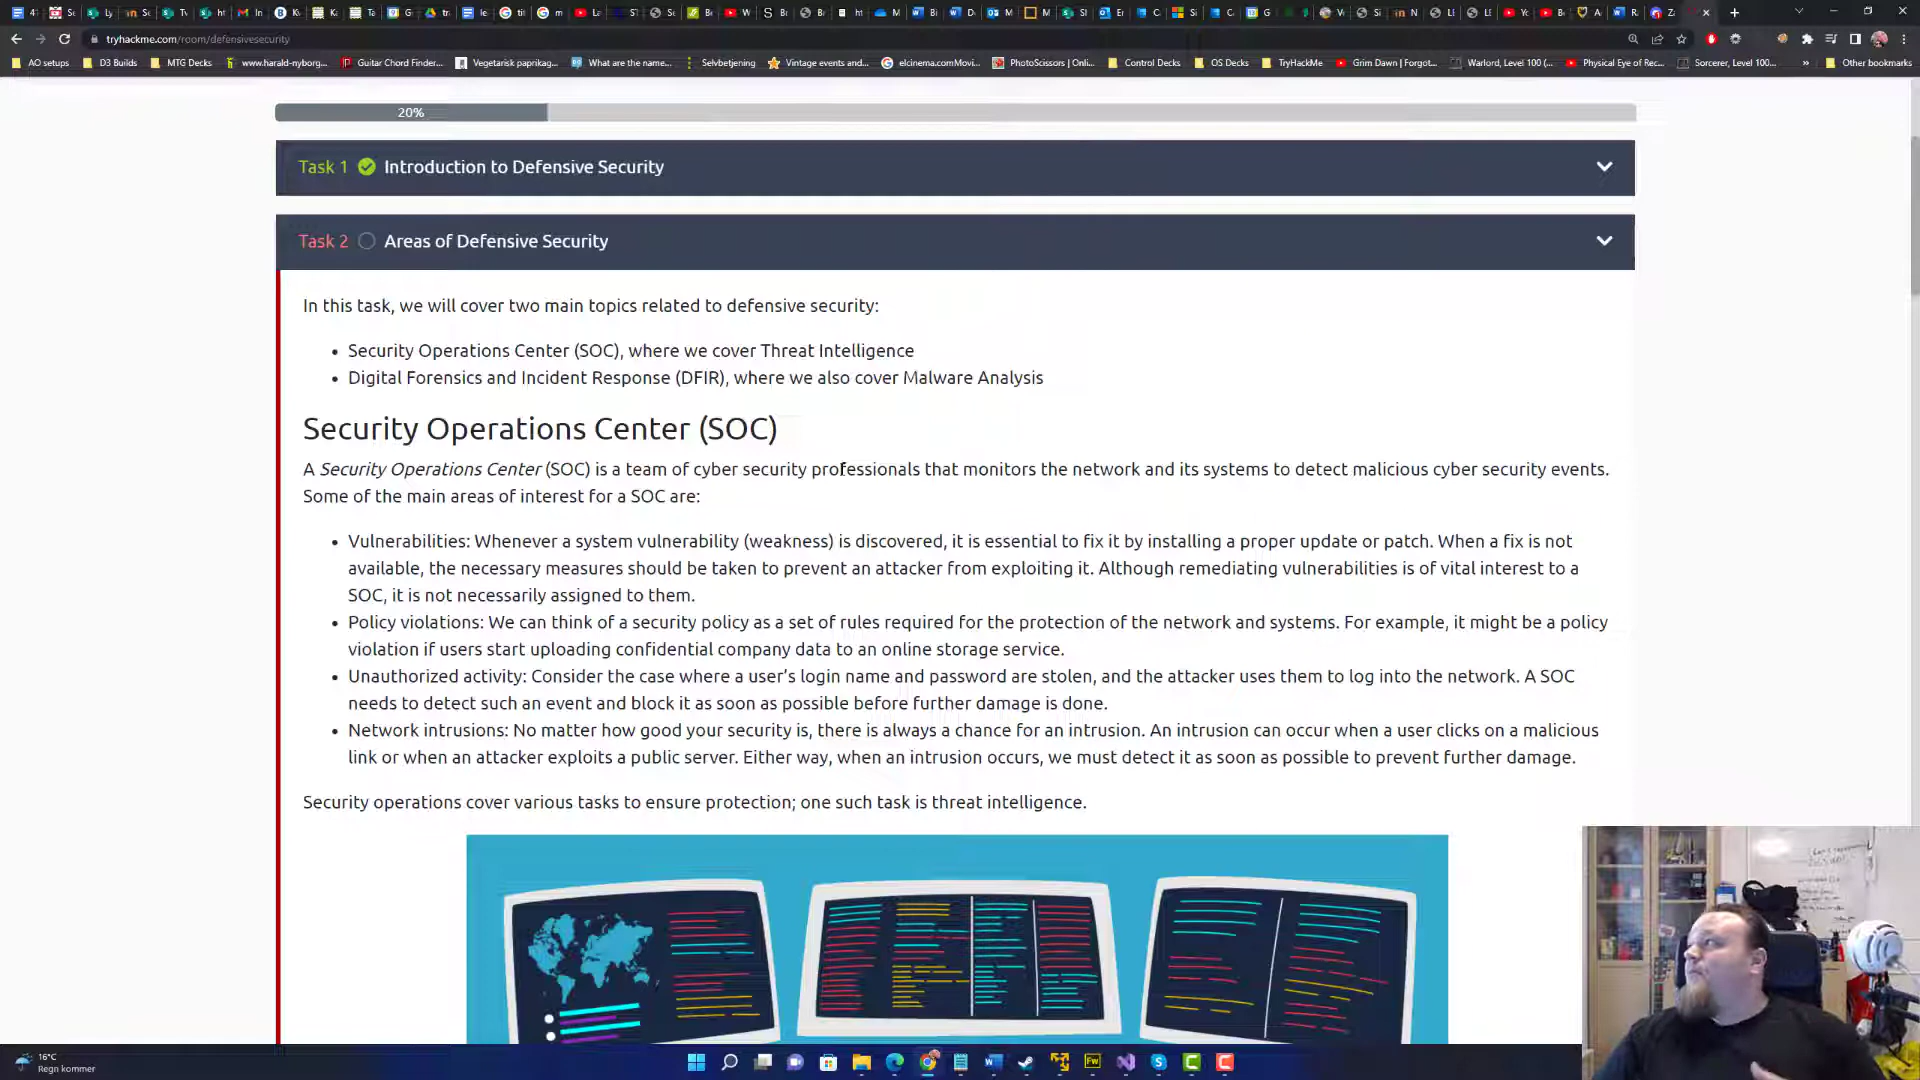 tryhackme.com/room/defensivesecurity
AO setups
D3 Builds
MTG Decks
www.harald-nyborg...
Guitar Chord Finder...
Vegetarisk paprikag...
What are the name...
Selvbetjening
Vintage events and...
elcinema.comMovi...
PhotoScissors | Onli...
Control Decks
OS Decks
TryHackMe
Grim Dawn | Forgot...
Warlord, Level 100 (...
Physical Eye of Rec...
Sorcerer, Level 100...
»
Other bookmarks
20%
Task 1 Introduction to Defensive Security
Task 2 Areas of Defensive Security
In this task, we will cover two main topics related to defensive security:
• Security Operations Center (SOC), where we cover Threat Intelligence
• Digital Forensics and Incident Response (DFIR), where we also cover Malware Analysis
Security Operations Center (SOC)
A Security Operations Center (SOC) is a team of cyber security professionals that monitors the network and its systems to detect malicious cyber security events.
Some of the main areas of interest for a SOC are:
• Vulnerabilities: Whenever a system vulnerability (weakness) is discovered, it is essential to fix it by installing a proper update or patch. When a fix is not
available, the necessary measures should be taken to prevent an attacker from exploiting it. Although remediating vulnerabilities is of vital interest to a
SOC, it is not necessarily assigned to them.
• Policy violations: We can think of a security policy as a set of rules required for the protection of the network and systems. For example, it might be a policy
violation if users start uploading confidential company data to an online storage service.
• Unauthorized activity: Consider the case where a user's login name and password are stolen, and the attacker uses them to log into the network. A SOC
needs to detect such an event and block it as soon as possible before further damage is done.
• Network intrusions: No matter how good your security is, there is always a chance for an intrusion. An intrusion can occur when a user clicks on a malicious
link or when an attacker exploits a public server. Either way, when an intrusion occurs, we must detect it as soon as possible to prevent further damage.
Security operations cover various tasks to ensure protection; one such task is threat intelligence.
16°C
Regn kommer